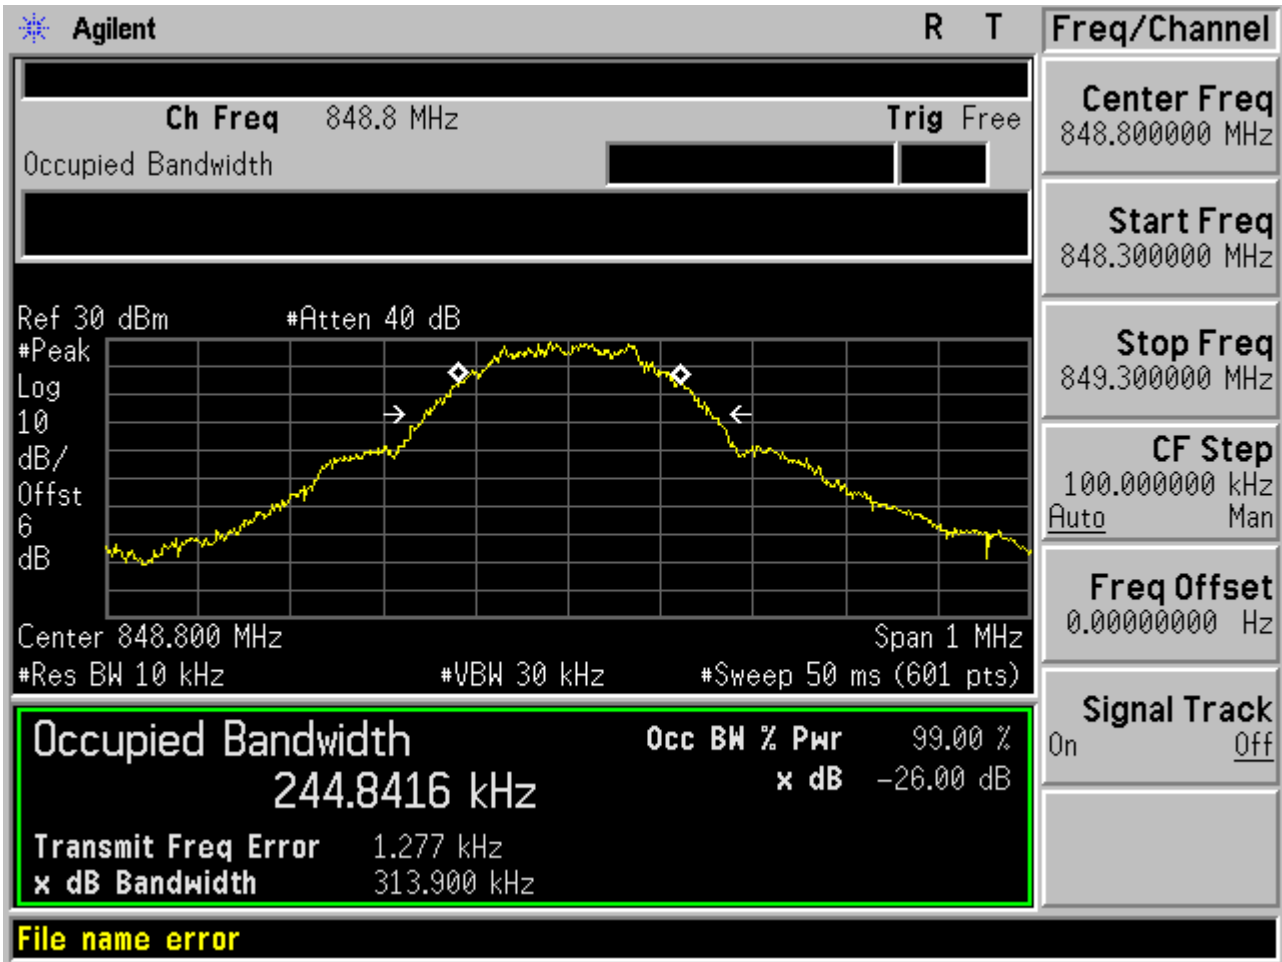 Agilent R T Freq/Channel
Ch Freq 848.8 MHz Trig Free
Occupied Bandwidth
Center Freq
848.800000 MHz
Start Freq
848.300000 MHz
Stop Freq
849.300000 MHz
CF Step
100.000000 kHz
Auto Man
Freq Offset
0.00000000 Hz
Signal Track
On Off
Ref 30 dBm #Atten 40 dB
#Peak
Log
10
dB/
Offst
6
dB
Center 848.800 MHz Span 1 MHz
#Res BW 10 kHz #VBW 30 kHz #Sweep 50 ms (601 pts)
Occupied Bandwidth Occ BW % Pwr 99.00 %
244.8416 kHz x dB -26.00 dB
Transmit Freq Error 1.277 kHz
x dB Bandwidth 313.900 kHz
File name error